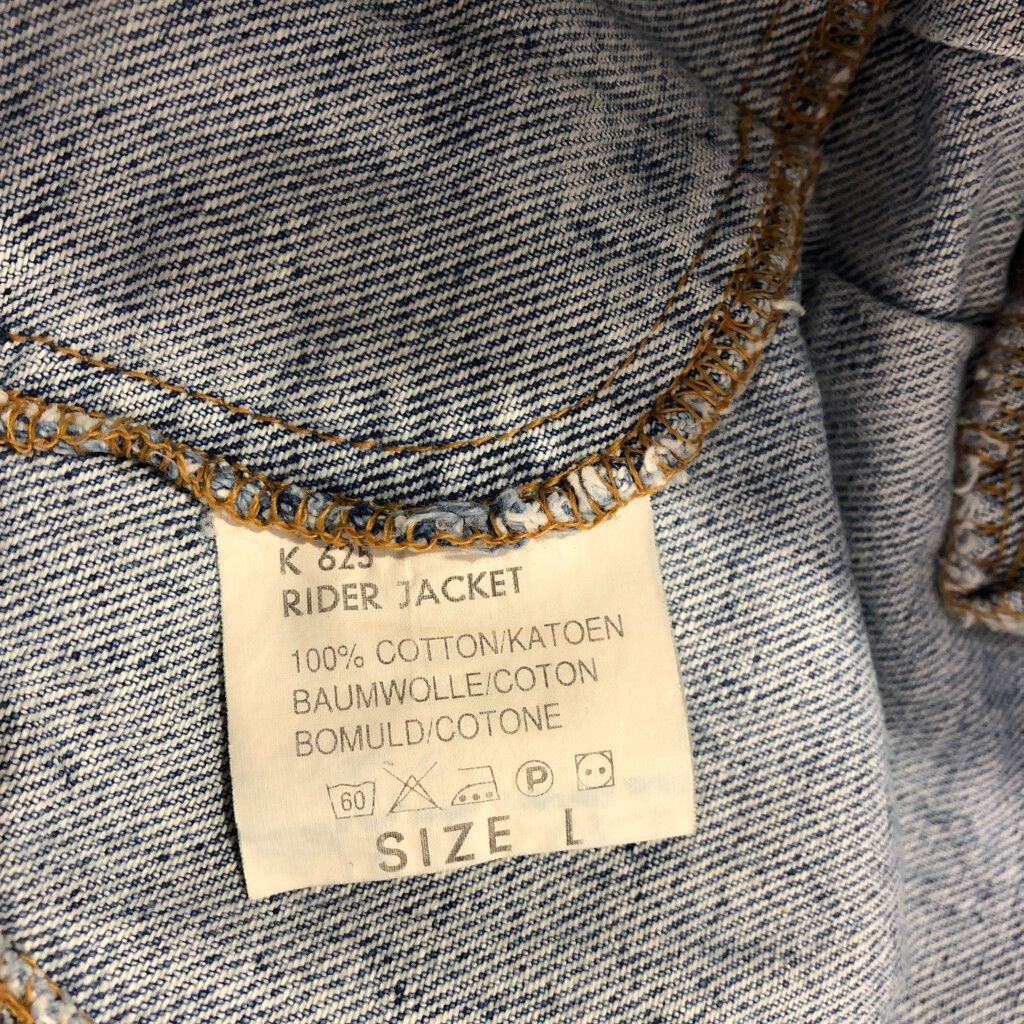 K 625
RIDER JACKET
100% COTTON/KATOEN
BAUMWOLLE/COTON
BOMULD/COTONE
60 P
SIZE L